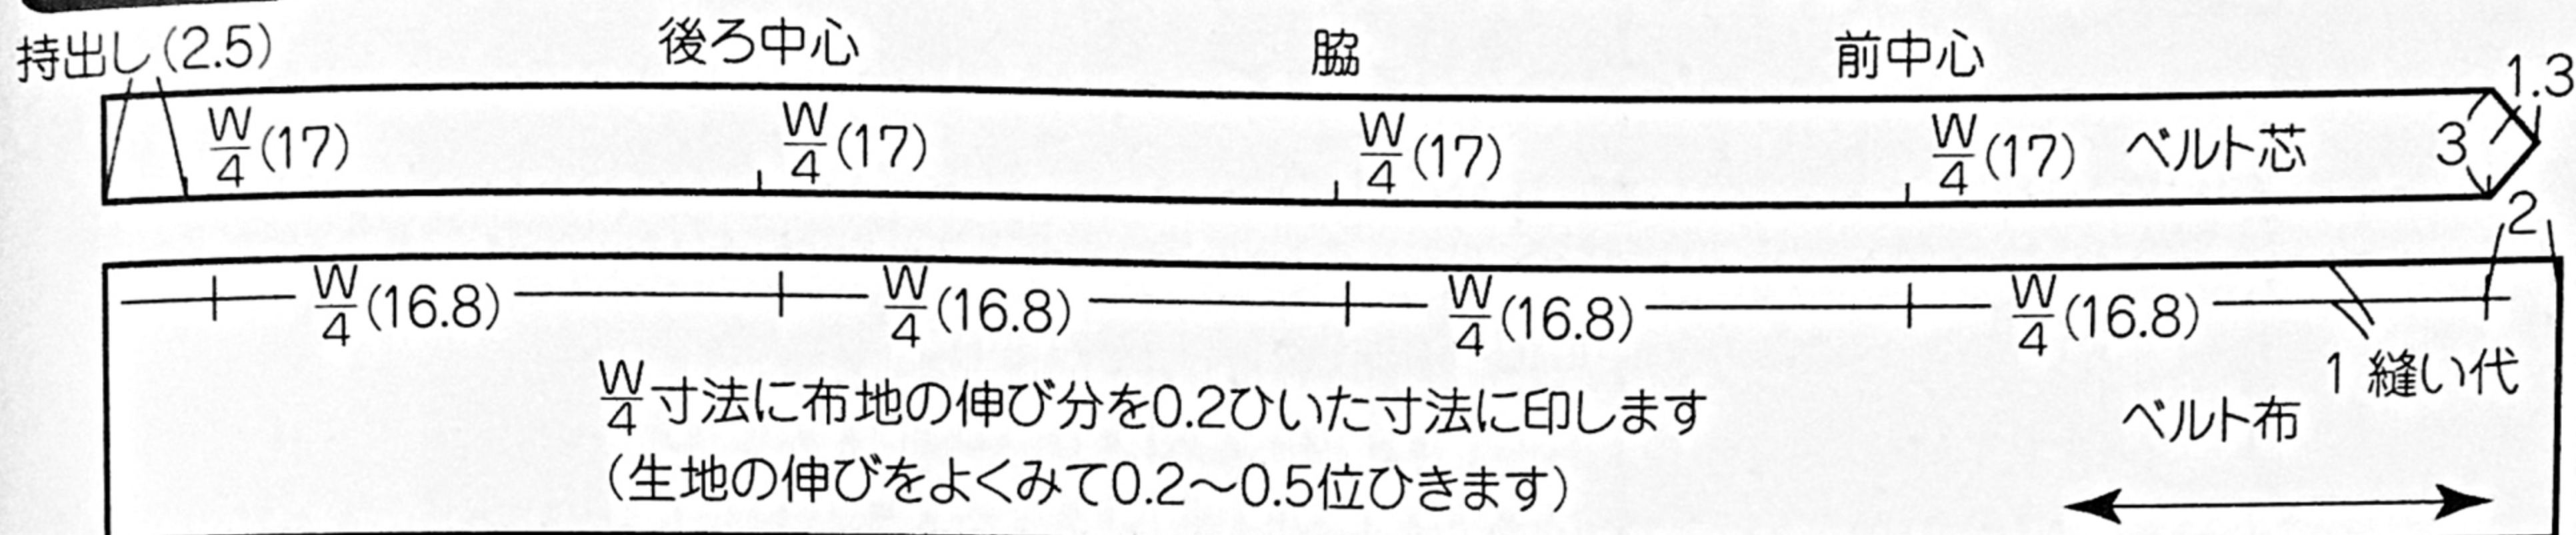 持出し(2.5) 後ろ中心 脇 前中心 1.3
W/4(17) W/4(17) W/4(17) W/4(17) ベルト芯 3
2
W/4(16.8) W/4(16.8) W/4(16.8) W/4(16.8)
1 縫い代
W/4寸法に布地の伸び分を0.2ひいた寸法に印します ベルト布
(生地の伸びをよくみて0.2〜0.5位ひきます)